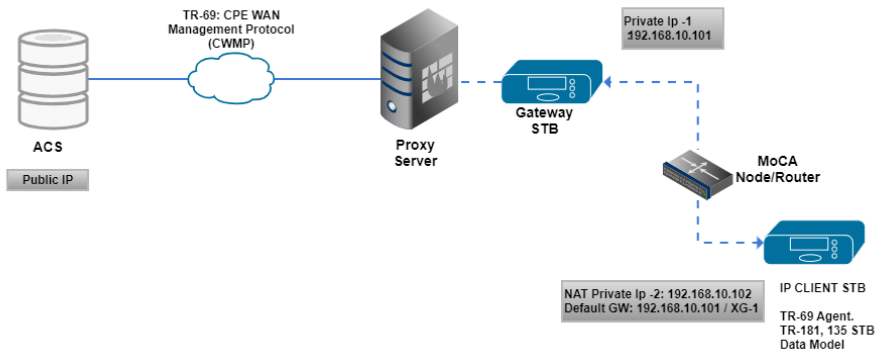 TR-69: CPE WAN
Management Protocol
(CWMP)
Private Ip -1
:192.168.10.101
Gateway
STB
ACS
Proxy
Server
MoCA
Node/Router
Public IP
NAT Private Ip -2: 192.168.10.102
Default GW: 192.168.10.101 / XG-1
IP CLIENT STB
TR-69 Agent.
TR-181, 135 STB
Data Model